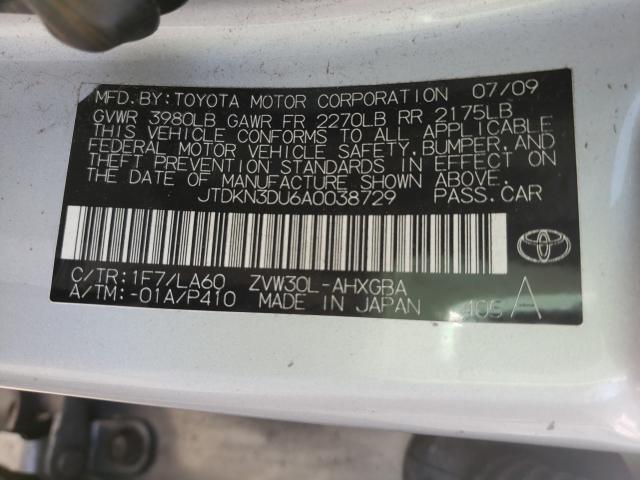 MFD. BY: TOYOTA MOTOR CORPORATION 07/09
GVWR 3980LB GAWR FR 2270LB RR 2175LB
THIS VEHICLE CONFORMS TO ALL APPLICABLE
FEDERAL MOTOR VEHICLE SAFETY, BUMPER, AND
THEFT PREVENTION STANDARDS IN EFFECT ON
THE DATE OF MANUFACTURE SHOWN ABOVE.
JTDKN3DU6A0038729 PASS. CAR
C/TR: 1F7/LA60 ZVW30L-AHXGBA
A/TM: -01A/P410 MADE IN JAPAN A